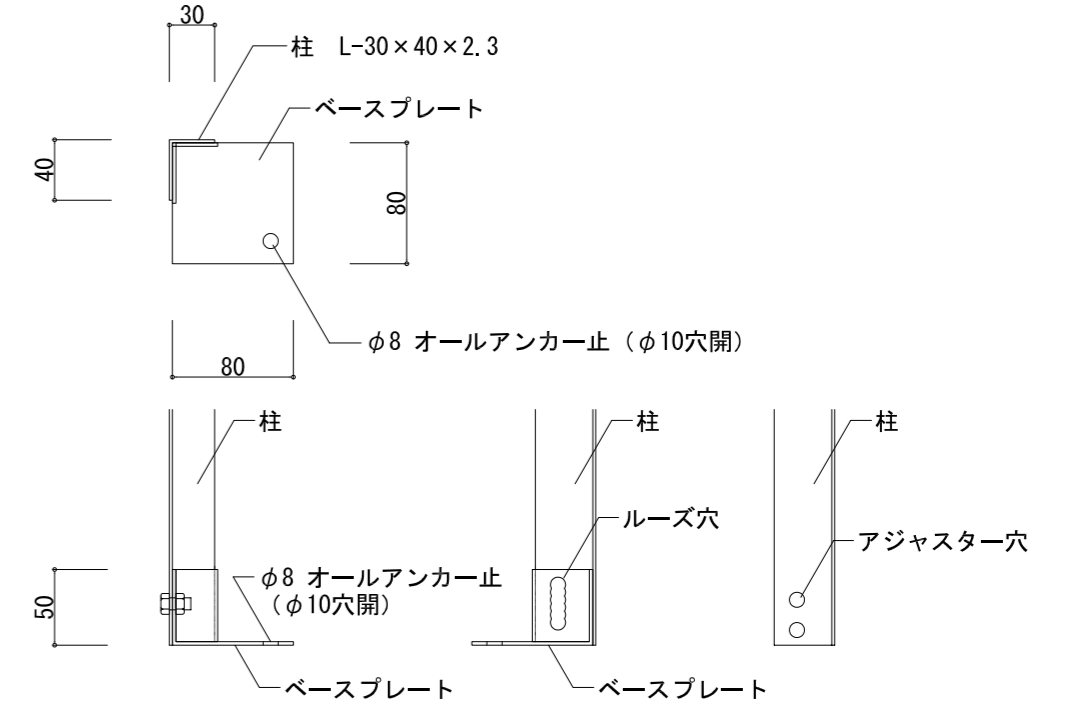 30
柱 L-30×40×2.3
ベースプレート
40
80
φ8 オールアンカー止（φ10穴開）
80
柱
柱
柱
ルーズ穴
アジャスター穴
50
φ8 オールアンカー止
（φ10穴開）
ベースプレート
ベースプレート